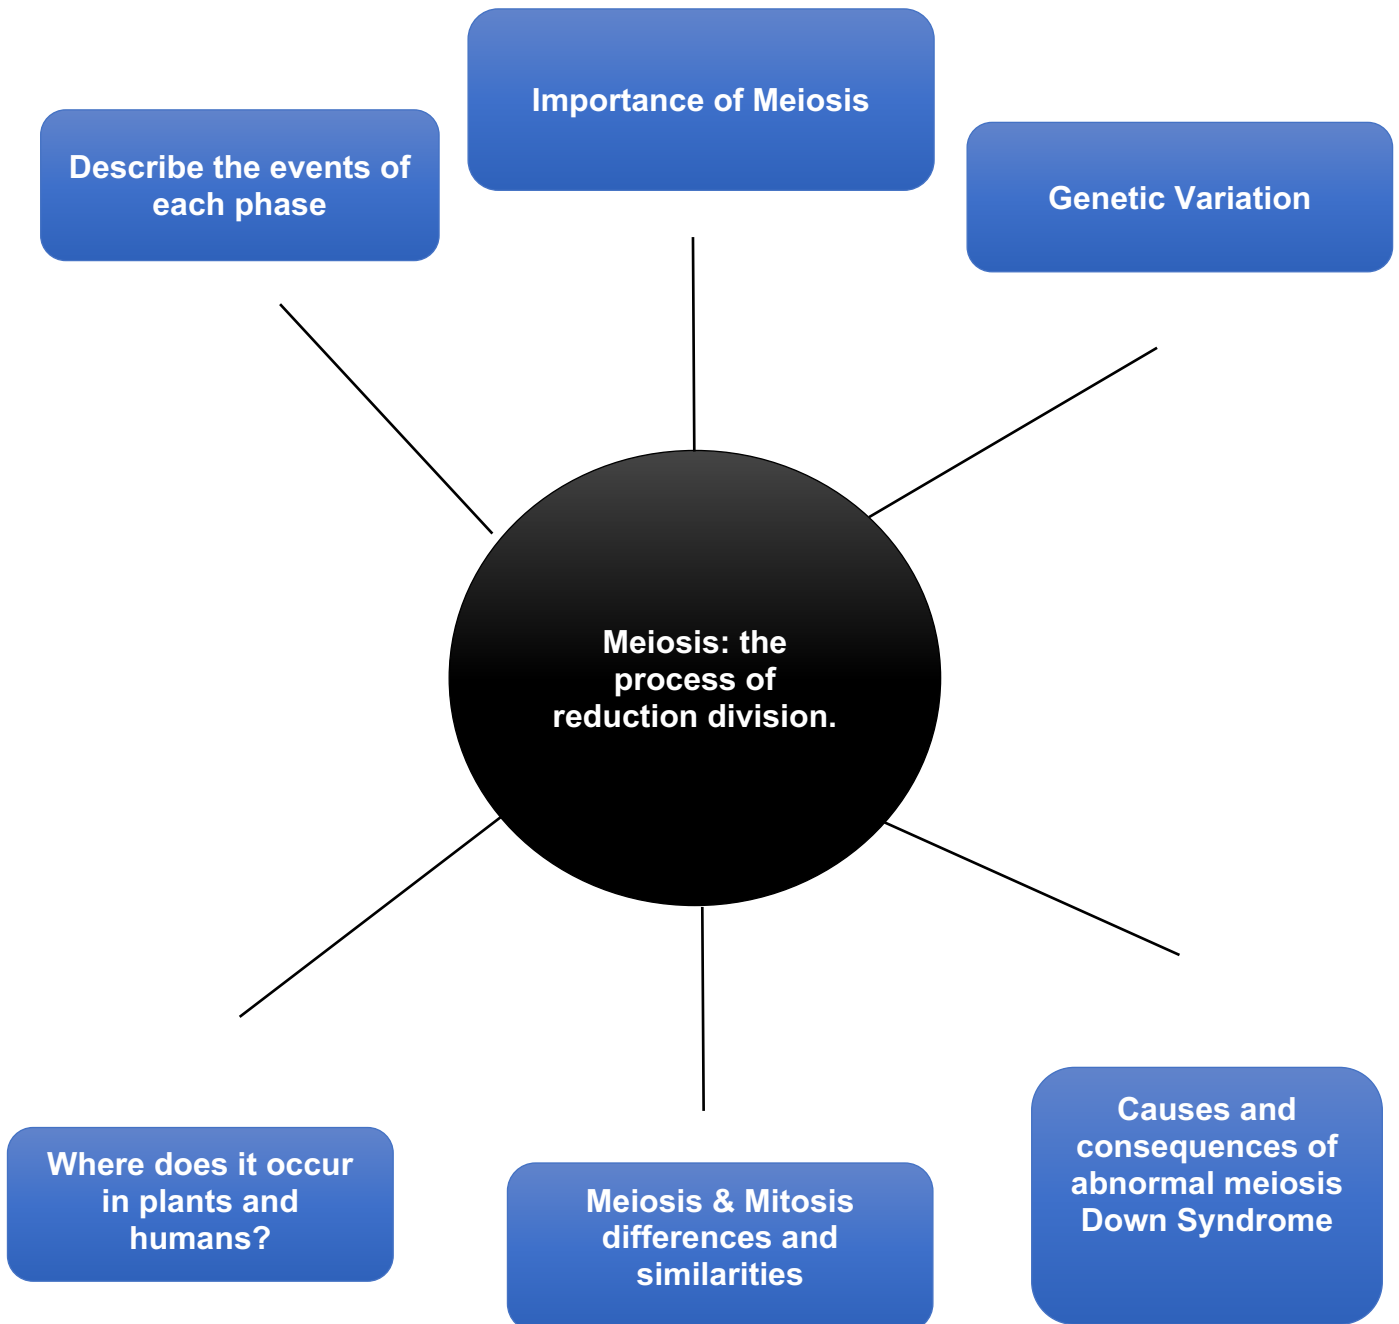 Importance of Meiosis
Describe the events of
each phase
Genetic Variation
Meiosis: the
process of
reduction division.
Where does it occur
in plants and
humans?
Meiosis & Mitosis
differences and
similarities
Causes and
consequences of
abnormal meiosis
Down Syndrome